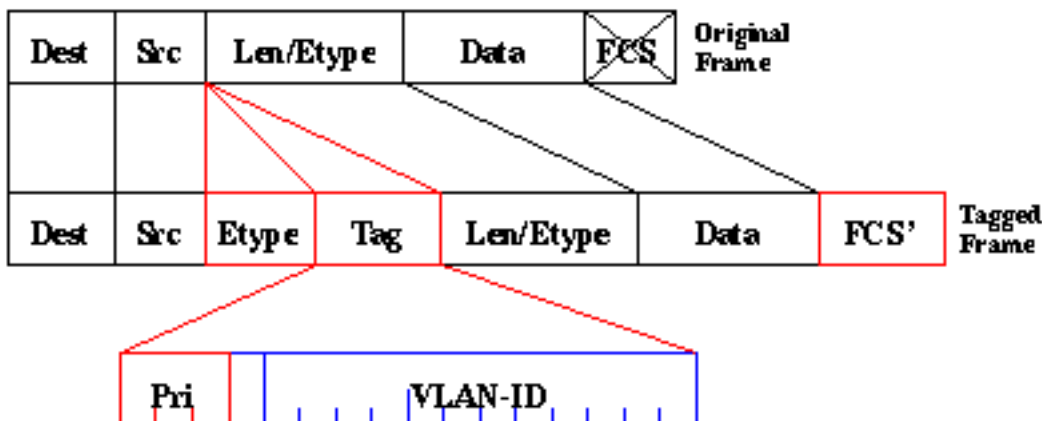 Dest Src Len/Etype Data FCS Original
Frame
Dest Src Etype Tag Len/Etype Data FCS’ Tagged
Frame
Pri VLAN-ID